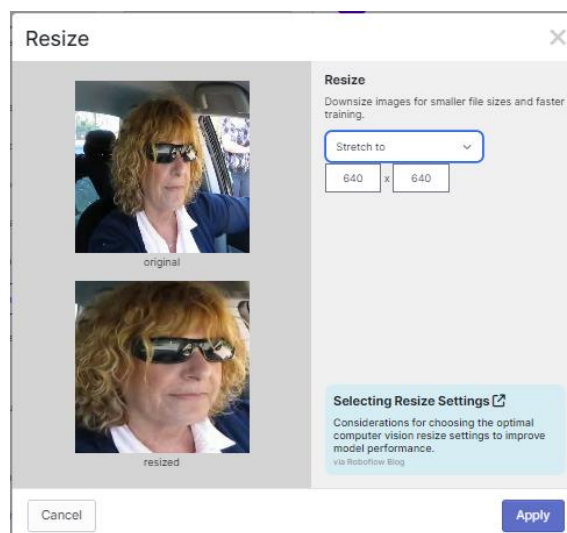 Resize
original
resized
Resize
Downsize images for smaller file sizes and faster
training.
Stretch to
640 x 640
Selecting Resize Settings
Considerations for choosing the optimal
computer vision resize settings to improve
model performance.
via Roboflow Blog
Cancel
Apply